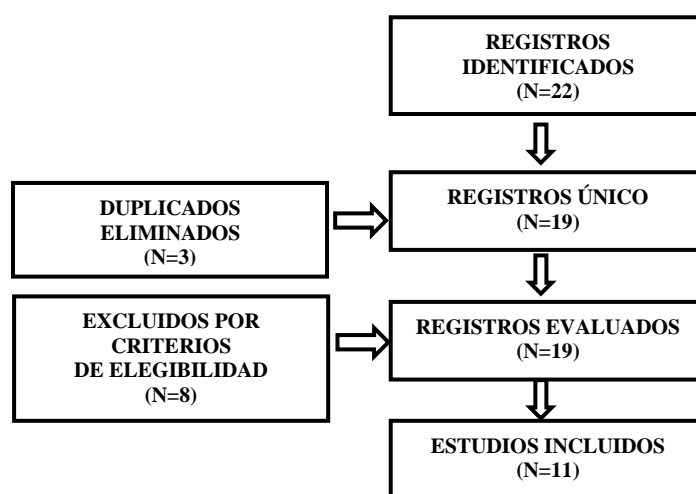 REGISTROS
IDENTIFICADOS
(N=22)
DUPLICADOS
ELIMINADOS
(N=3)
REGISTROS ÚNICO
(N=19)
EXCLUIDOS POR
CRITERIOS
DE ELEGIBILIDAD
(N=8)
REGISTROS EVALUADOS
(N=19)
ESTUDIOS INCLUIDOS
(N=11)